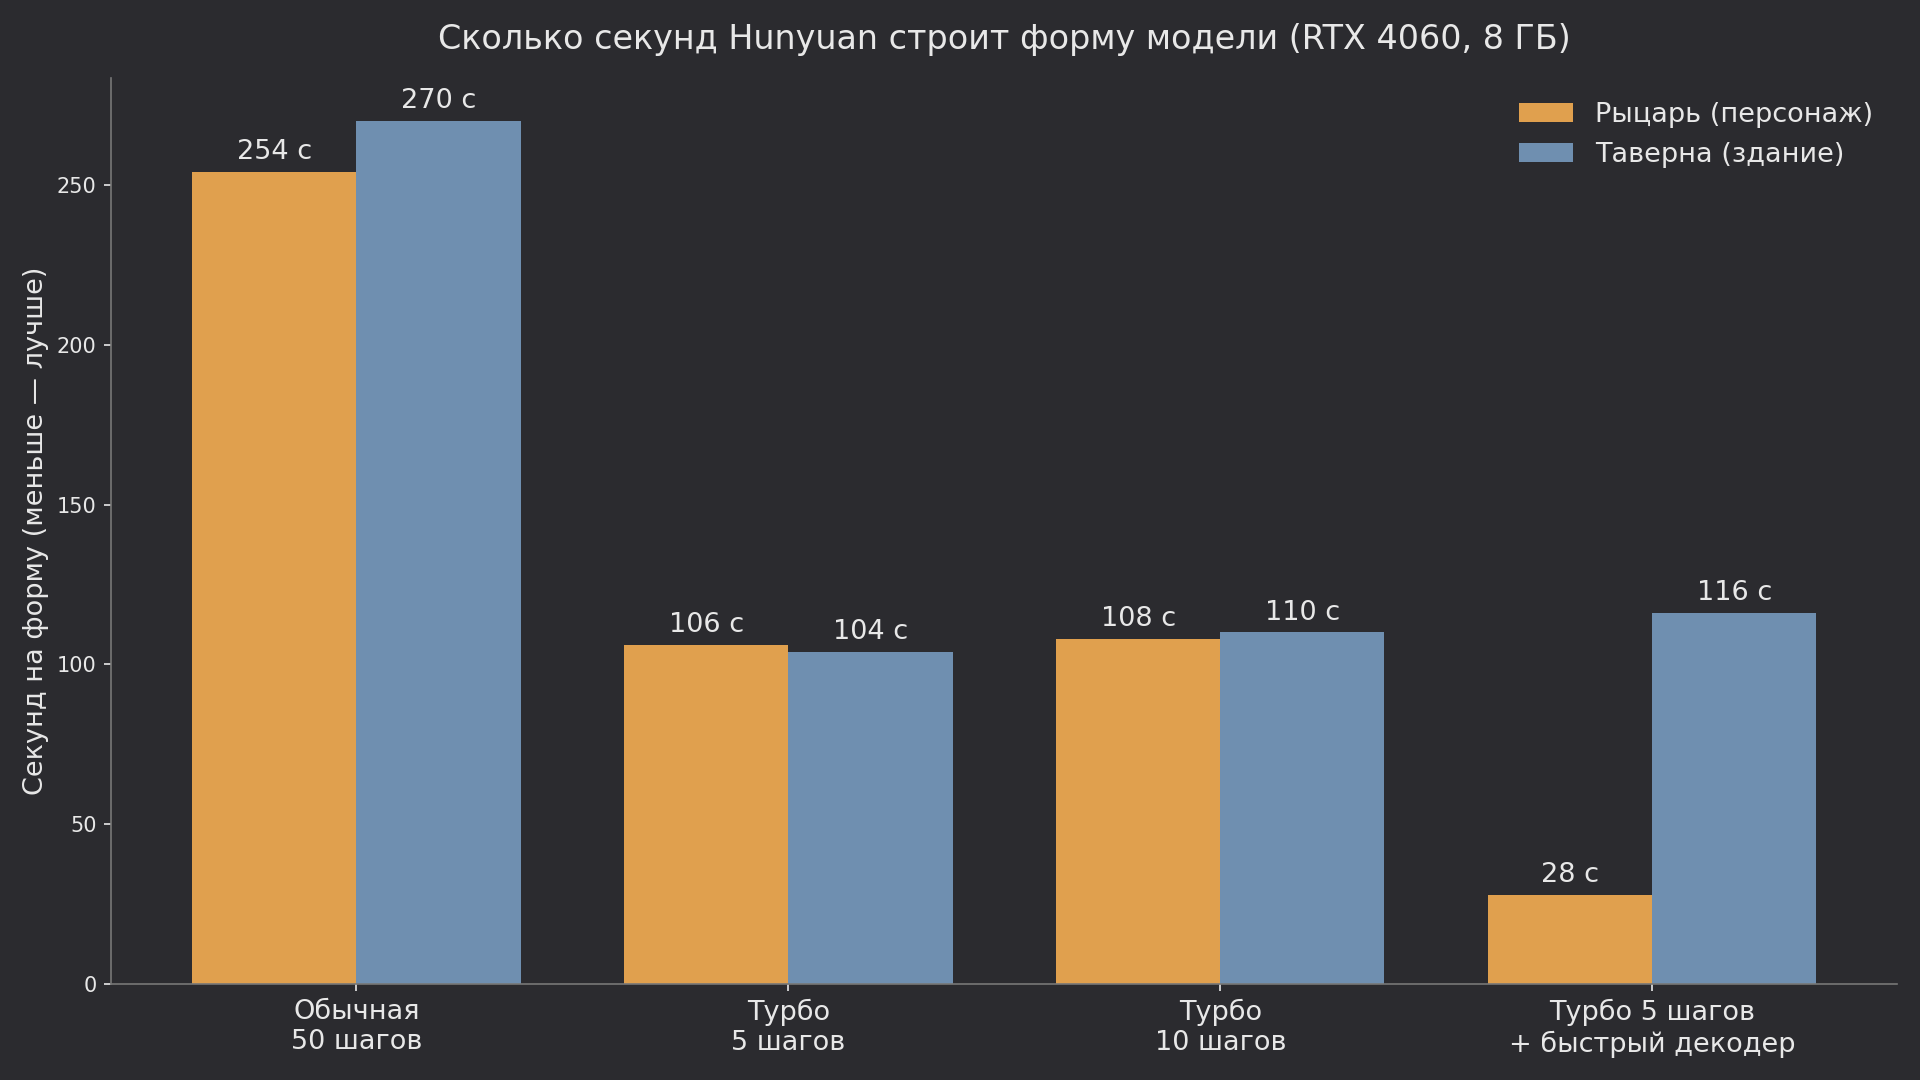 Сколько секунд Hunyuan строит форму модели (RTX 4060, 8 ГБ)
Рыцарь (персонаж)
Таверна (здание)
Секунд на форму (меньше — лучше)
250
200
150
100
50
0
254 с
270 с
106 с
104 с
108 с
110 с
28 с
116 с
Обычная
50 шагов
Турбо
5 шагов
Турбо
10 шагов
Турбо 5 шагов
+ быстрый декодер